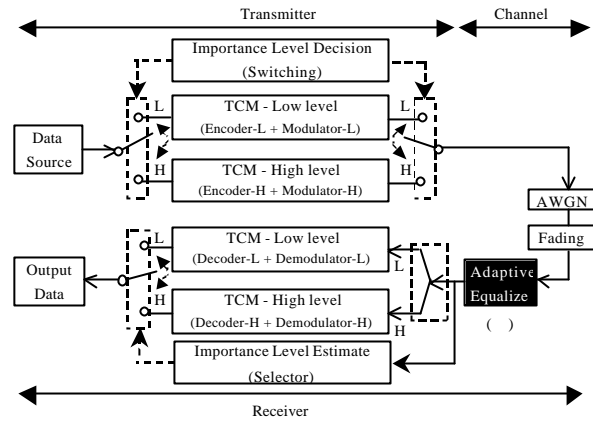 Transmitter
Channel
Importance Level Decision
(Switching)
L
TCM - Low level
(Encoder-L + Modulator-L)
L
Data
Source
H
TCM - High level
(Encoder-H + Modulator-H)
H
AWGN
Fading
L
TCM - Low level
(Decoder-L + Demodulator-L)
L
Output
Data
Adaptive
Equalize
( )
H
TCM - High level
(Decoder-H + Demodulator-H)
H
Importance Level Estimate
(Selector)
Receiver